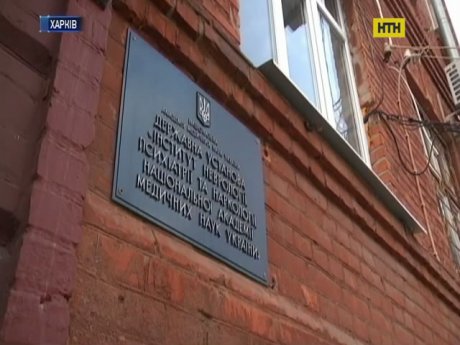 ХАРКІВ
НТН
ДЕРЖАВНА УСТАНОВА
„ІНСТИТУТ НЕВРОЛОГІЇ
ПСИХІАТРІЇ ТА НАРКОЛОГІЇ
НАЦІОНАЛЬНОЇ АКАДЕМІЇ
МЕДИЧНИХ НАУК УКРАЇНИ“